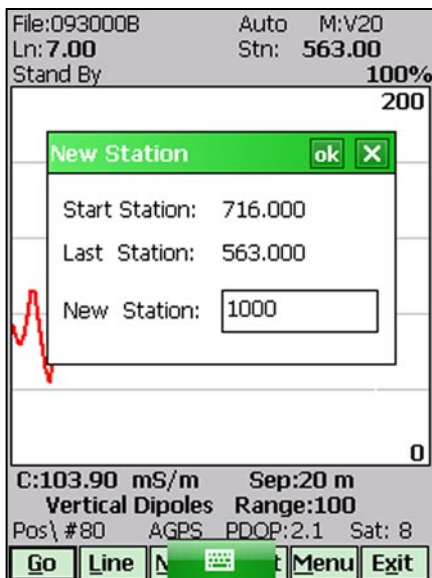 File:093000B Auto M:V20
Ln: 7.00 Stn: 563.00
Stand By 100%
200
New Station ok X
Start Station: 716.000
Last Station: 563.000
New Station: 1000
0
C:103.90 mS/m Sep:20 m
Vertical Dipoles Range:100
Pos\ #80 AGPS PDOP:2.1 Sat: 8
Go Line Menu Exit